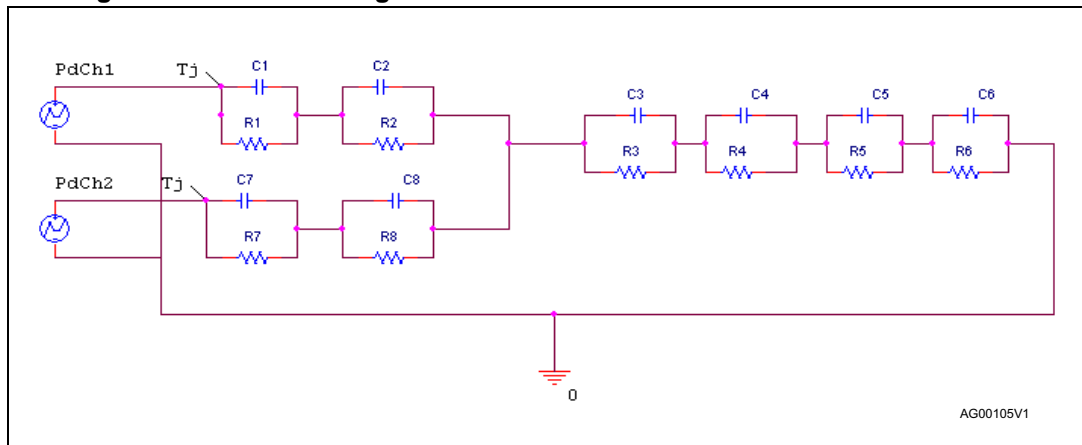 PdCh1
Tj
C1
C2
R1
R2
C3
C4
C5
C6
R3
R4
R5
R6
PdCh2
Tj
C7
C8
R7
R8
0
AG00105V1